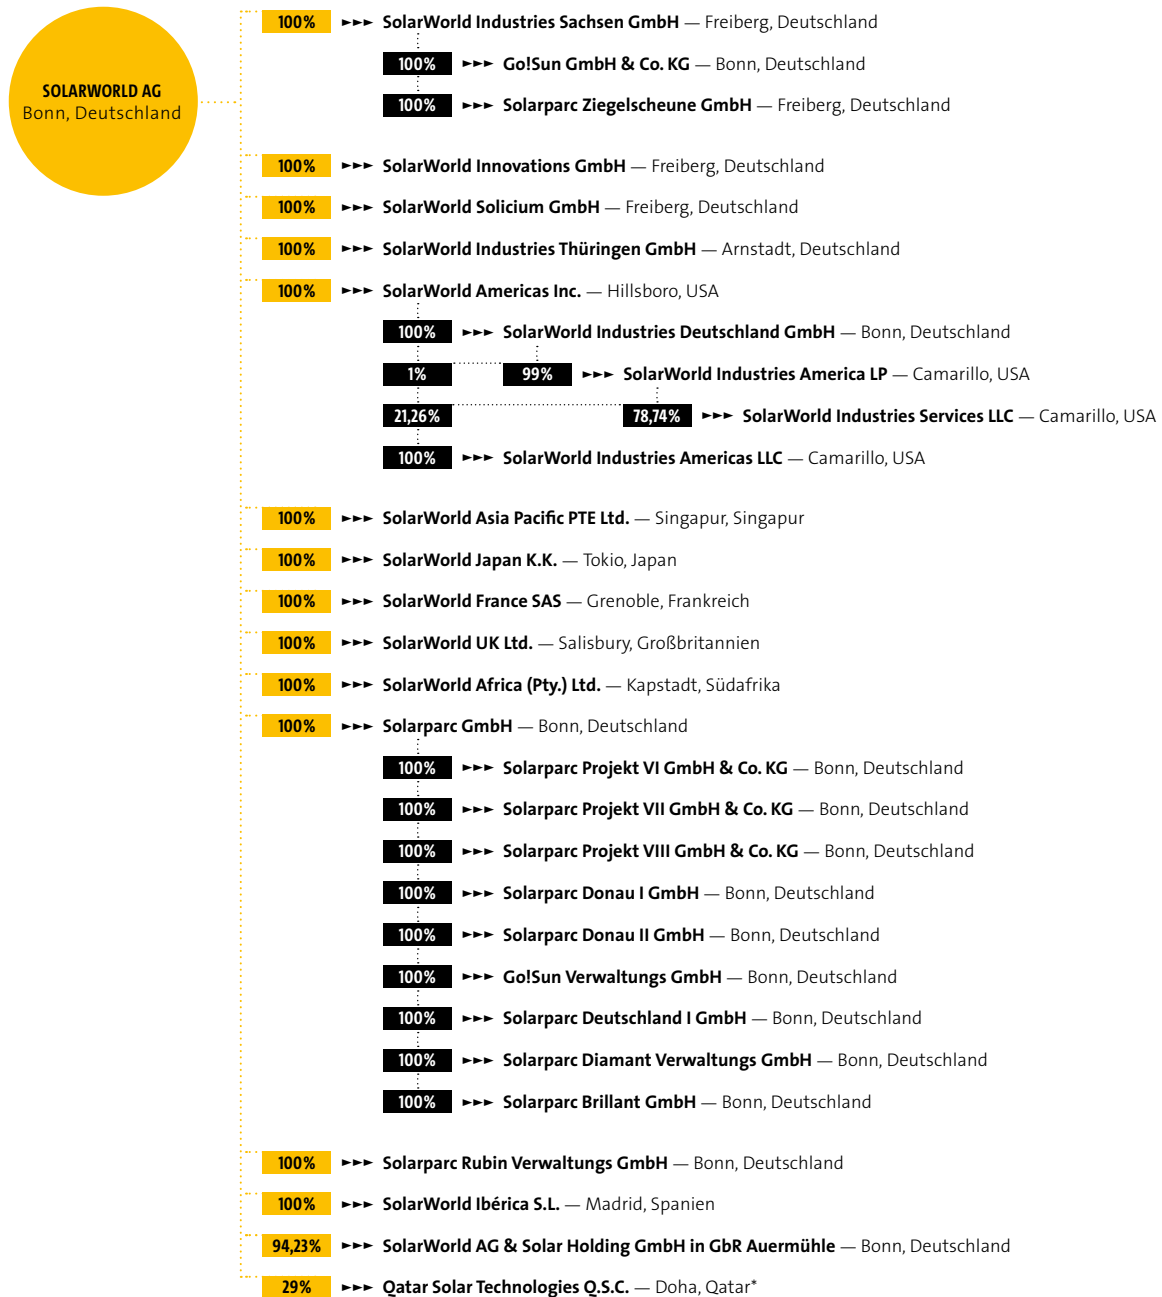 SOLARWORLD AG
Bonn, Deutschland
100% ►►► SolarWorld Industries Sachsen GmbH — Freiberg, Deutschland
100% ►►► Go!Sun GmbH & Co. KG — Bonn, Deutschland
100% ►►► Solarparc Ziegelscheune GmbH — Freiberg, Deutschland
100% ►►► SolarWorld Innovations GmbH — Freiberg, Deutschland
100% ►►► SolarWorld Solicium GmbH — Freiberg, Deutschland
100% ►►► SolarWorld Industries Thüringen GmbH — Arnstadt, Deutschland
100% ►►► SolarWorld Americas Inc. — Hillsboro, USA
100% ►►► SolarWorld Industries Deutschland GmbH — Bonn, Deutschland
1% 99% ►►► SolarWorld Industries America LP — Camarillo, USA
21,26% 78,74% ►►► SolarWorld Industries Services LLC — Camarillo, USA
100% ►►► SolarWorld Industries Americas LLC — Camarillo, USA
100% ►►► SolarWorld Asia Pacific PTE Ltd. — Singapur, Singapur
100% ►►► SolarWorld Japan K.K. — Tokio, Japan
100% ►►► SolarWorld France SAS — Grenoble, Frankreich
100% ►►► SolarWorld UK Ltd. — Salisbury, Großbritannien
100% ►►► SolarWorld Africa (Pty.) Ltd. — Kapstadt, Südafrika
100% ►►► Solarparc GmbH — Bonn, Deutschland
100% ►►► Solarparc Projekt VI GmbH & Co. KG — Bonn, Deutschland
100% ►►► Solarparc Projekt VII GmbH & Co. KG — Bonn, Deutschland
100% ►►► Solarparc Projekt VIII GmbH & Co. KG — Bonn, Deutschland
100% ►►► Solarparc Donau I GmbH — Bonn, Deutschland
100% ►►► Solarparc Donau II GmbH — Bonn, Deutschland
100% ►►► Go!Sun Verwaltungs GmbH — Bonn, Deutschland
100% ►►► Solarparc Deutschland I GmbH — Bonn, Deutschland
100% ►►► Solarparc Diamant Verwaltungs GmbH — Bonn, Deutschland
100% ►►► Solarparc Brillant GmbH — Bonn, Deutschland
100% ►►► Solarparc Rubin Verwaltungs GmbH — Bonn, Deutschland
100% ►►► SolarWorld Ibérica S.L. — Madrid, Spanien
94,23% ►►► SolarWorld AG & Solar Holding GmbH in GbR Auermühle — Bonn, Deutschland
29% ►►► Qatar Solar Technologies Q.S.C. — Doha, Qatar*